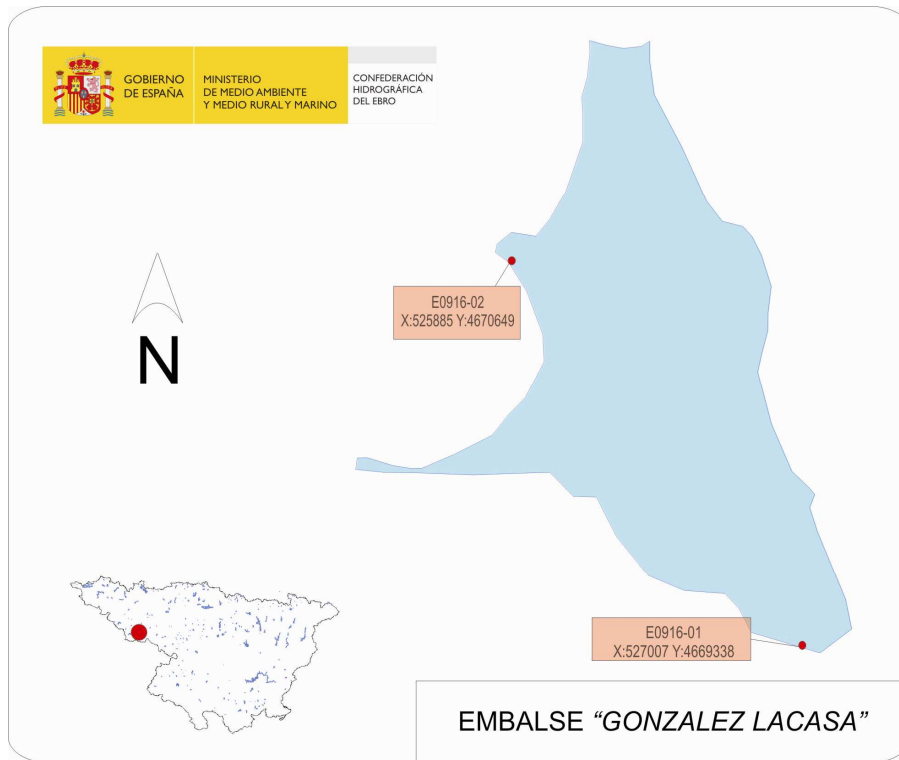 GOBIERNO
DE ESPAÑA
MINISTERIO
DE MEDIO AMBIENTE
Y MEDIO RURAL Y MARINO
CONFEDERACIÓN
HIDROGRÁFICA
DEL EBRO
E0916-02
X:525885 Y:4670649
N
E0916-01
X:527007 Y:4669338
EMBALSE “GONZALEZ LACASA”